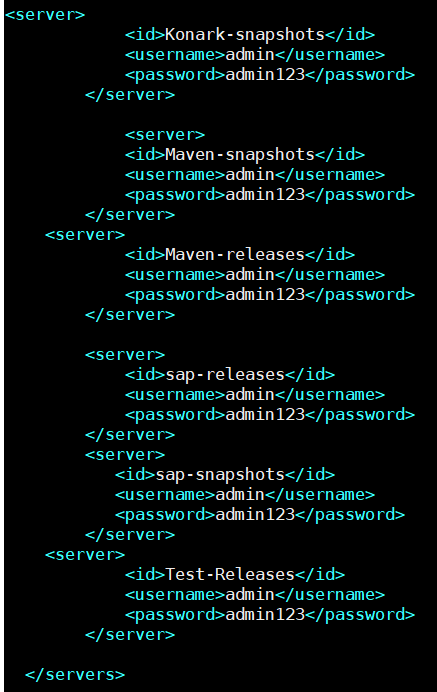 <server>
<id>Konark-snapshots</id>
<username>admin</username>
<password>admin123</password>
</server>
<server>
<id>Maven-snapshots</id>
<username>admin</username>
<password>admin123</password>
</server>
<server>
<id>Maven-releases</id>
<username>admin</username>
<password>admin123</password>
</server>
<server>
<id>sap-releases</id>
<username>admin</username>
<password>admin123</password>
</server>
<server>
<id>sap-snapshots</id>
<username>admin</username>
<password>admin123</password>
</server>
<server>
<id>Test-Releases</id>
<username>admin</username>
<password>admin123</password>
</server>
</servers>